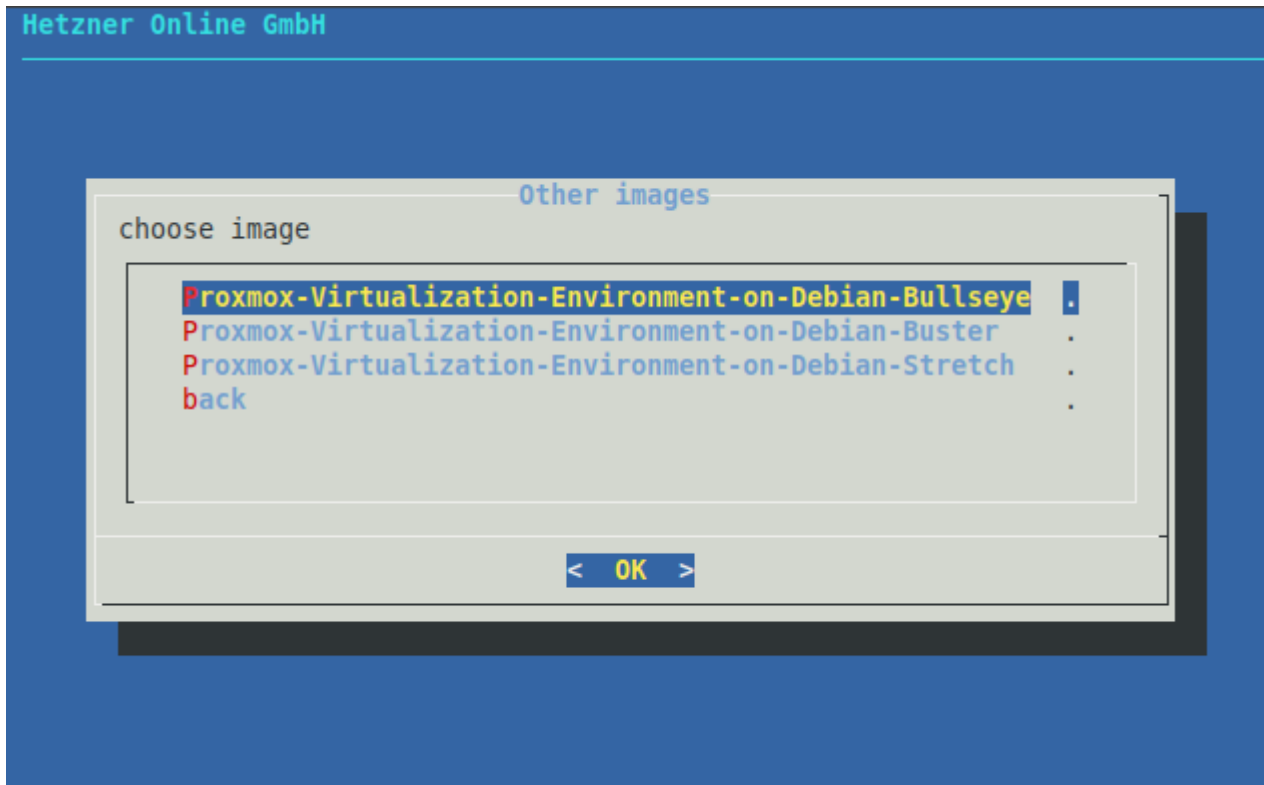 Hetzner Online GmbH
Other images
choose image
Proxmox-Virtualization-Environment-on-Debian-Bullseye .
Proxmox-Virtualization-Environment-on-Debian-Buster .
Proxmox-Virtualization-Environment-on-Debian-Stretch .
back .
< OK >